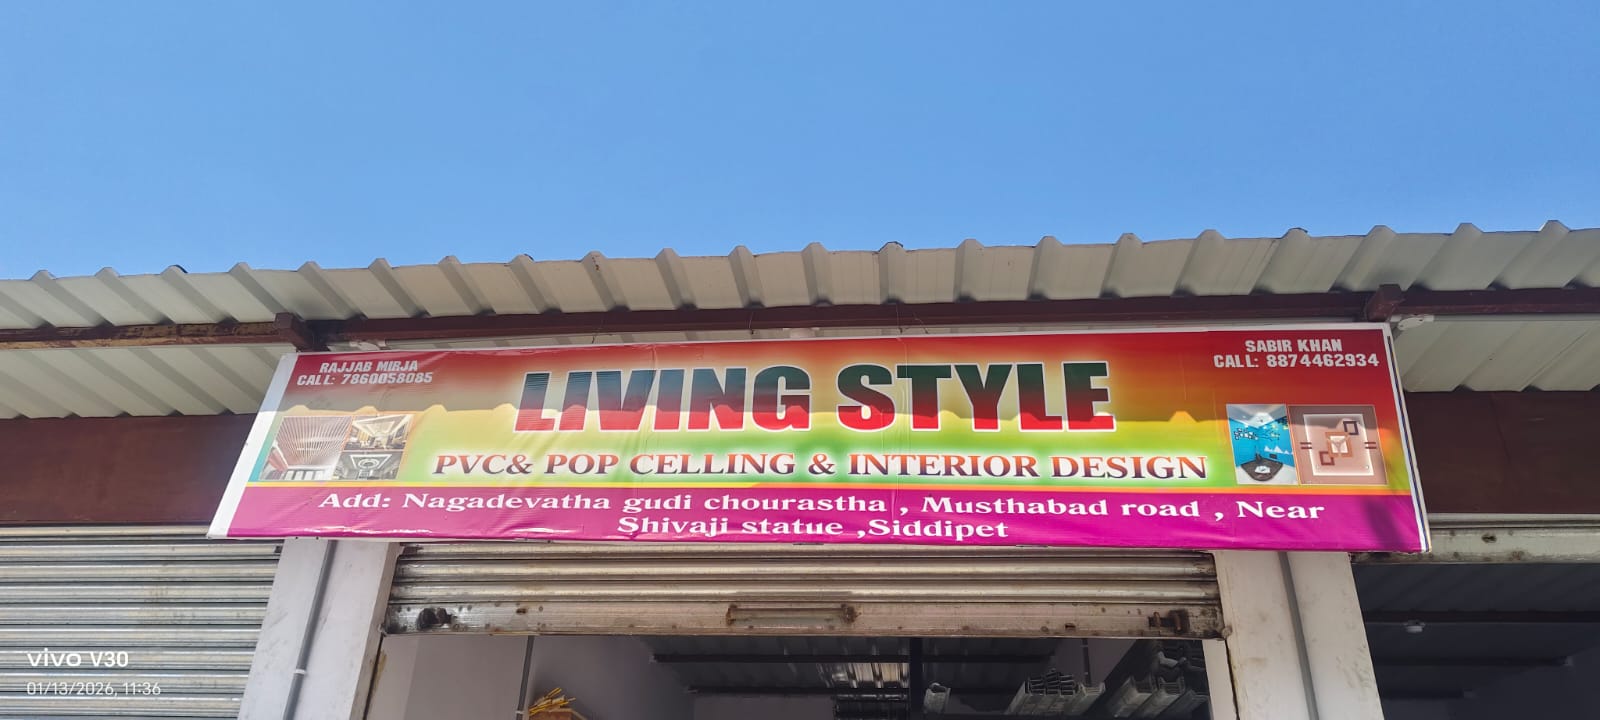 RAJJAB MIRJA
CALL: 7860058085
SABIR KHAN
CALL: 8874462934
LIVING STYLE
PVC& POP CELLING & INTERIOR DESIGN
Add: Nagadevatha gudi chourastha , Musthabad road , Near
Shivaji statue ,Siddipet
vivo V30
01/13/2026, 11:36